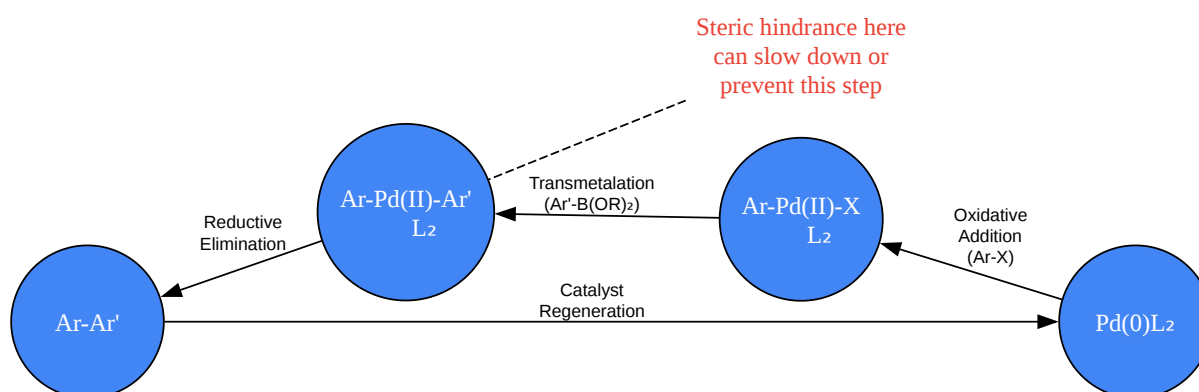 Steric hindrance here
can slow down or
prevent this step
Ar-Pd(II)-Ar'
L₂
Transmetalation
(Ar'-B(OR)₂)
Ar-Pd(II)-X
L₂
Oxidative
Addition
(Ar-X)
Reductive
Elimination
Catalyst
Regeneration
Ar-Ar'
Pd(0)L₂